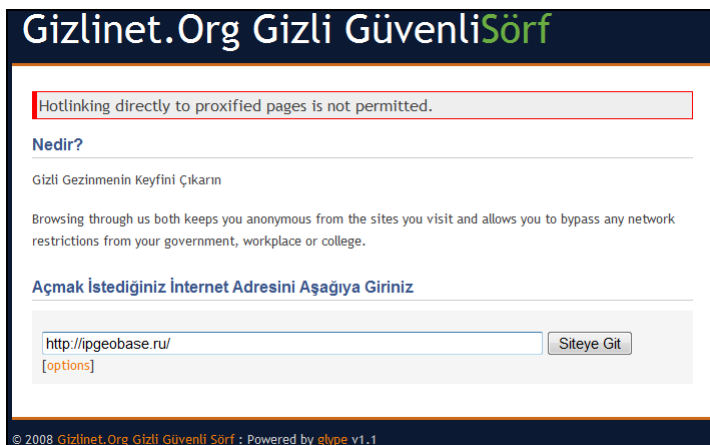 Gizlinet.Org Gizli GüvenliSörf
Hotlinking directly to proxified pages is not permitted.
Nedir?
Gizli Gezinmenin Keyfini Çıkarın
Browsing through us both keeps you anonymous from the sites you visit and allows you to bypass any network
restrictions from your government, workplace or college.
Açmak İstediğiniz İnternet Adresini Aşağıya Giriniz
http://ipgeobase.ru/ Siteye Git
[options]
© 2008 Gizlinet.Org Gizli Güvenli Sörf : Powered by glype v1.1